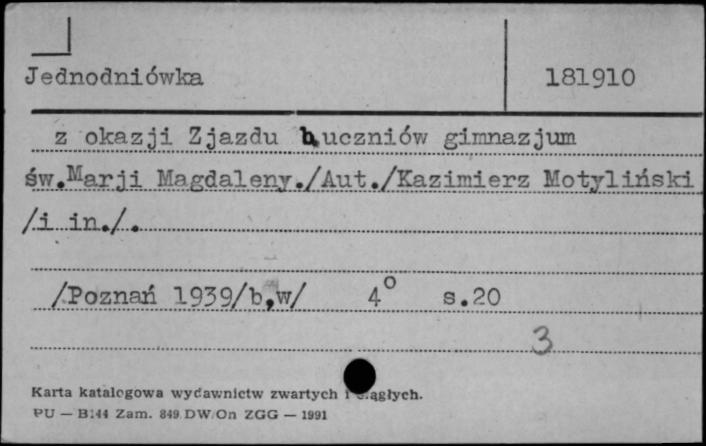 Jednodniówka 181910
z okazji Zjazdu b.uczniów gimnazjum
św.Marji Magdaleny./Aut./Kazimierz Motyliński
/i in./.
/Poznań 1939/b,w/ 4° s.20
3
Karta katalogowa wydawnictw zwartych i ciągłych.
PU — B144 Zam. 849 DW/On ZGG — 1991